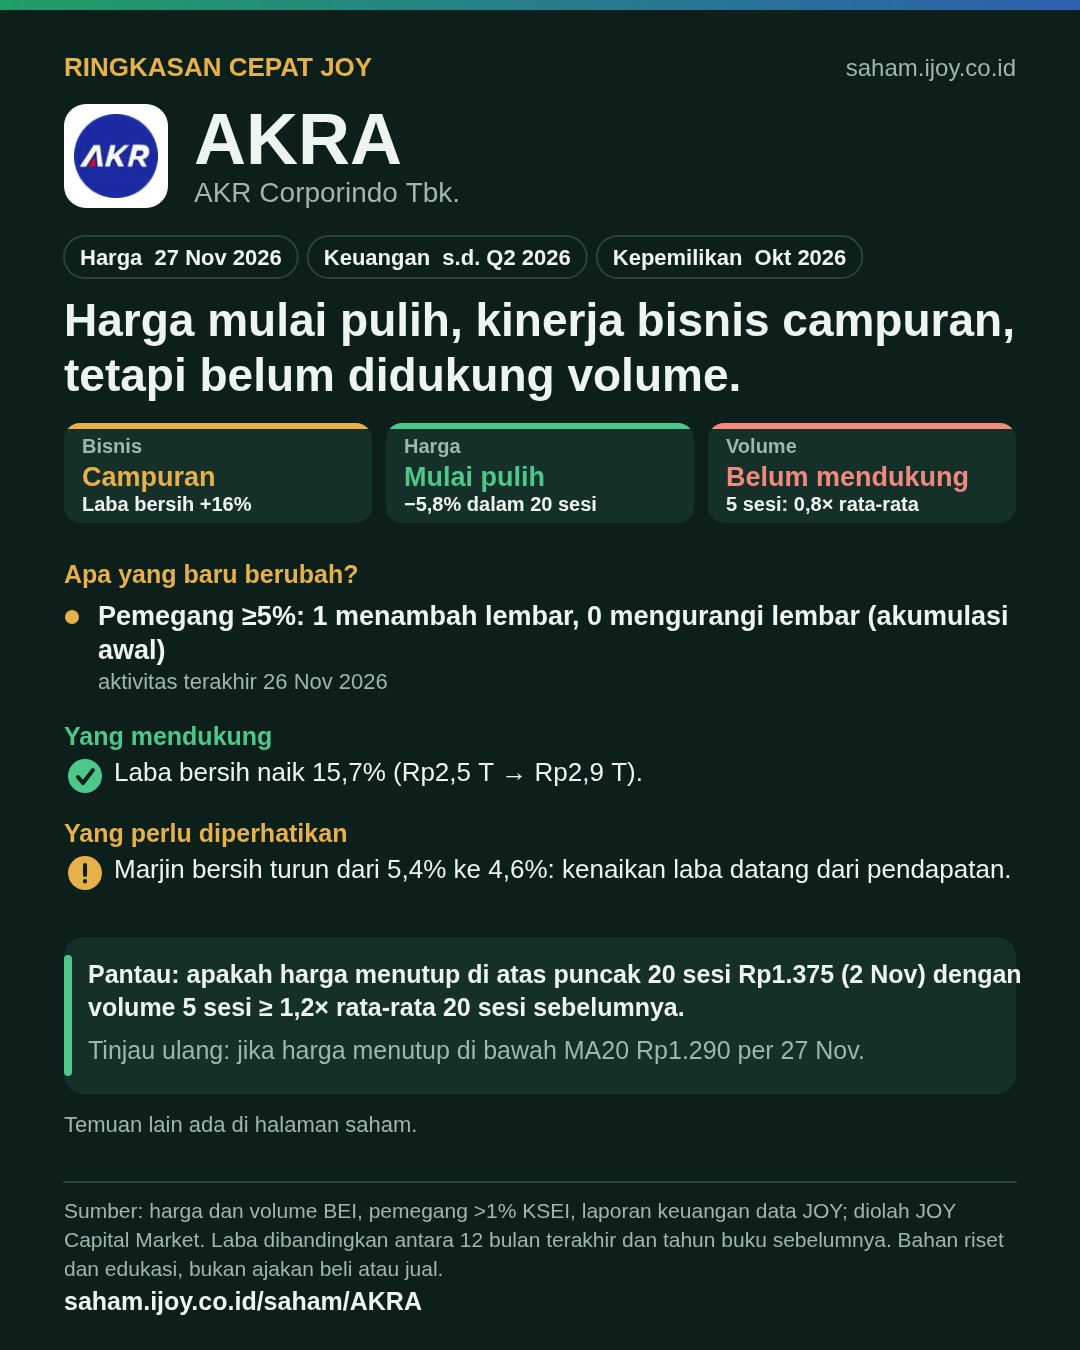 RINGKASAN CEPAT JOY
saham.ijoy.co.id
AKR
AKRA
AKR Corporindo Tbk.
Harga  27 Nov 2026
Keuangan  s.d. Q2 2026
Kepemilikan  Okt 2026
Harga mulai pulih, kinerja bisnis campuran,
tetapi belum didukung volume.
Bisnis
Campuran
Laba bersih +16%
Harga
Mulai pulih
−5,8% dalam 20 sesi
Volume
Belum mendukung
5 sesi: 0,8× rata-rata
Apa yang baru berubah?
Pemegang ≥5%: 1 menambah lembar, 0 mengurangi lembar (akumulasi
awal)
aktivitas terakhir 26 Nov 2026
Yang mendukung
Laba bersih naik 15,7% (Rp2,5 T → Rp2,9 T).
Yang perlu diperhatikan
Marjin bersih turun dari 5,4% ke 4,6%: kenaikan laba datang dari pendapatan.
Pantau: apakah harga menutup di atas puncak 20 sesi Rp1.375 (2 Nov) dengan
volume 5 sesi ≥ 1,2× rata-rata 20 sesi sebelumnya.
Tinjau ulang: jika harga menutup di bawah MA20 Rp1.290 per 27 Nov.
Temuan lain ada di halaman saham.
Sumber: harga dan volume BEI, pemegang >1% KSEI, laporan keuangan data JOY; diolah JOY
Capital Market. Laba dibandingkan antara 12 bulan terakhir dan tahun buku sebelumnya. Bahan riset
dan edukasi, bukan ajakan beli atau jual.
saham.ijoy.co.id/saham/AKRA